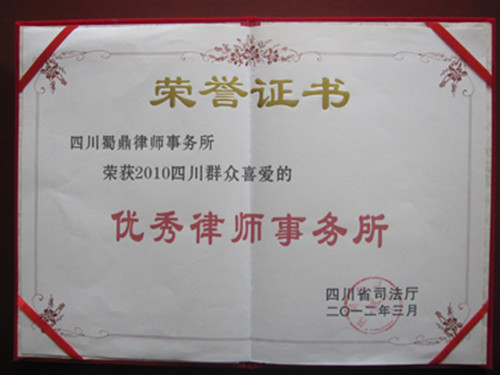 荣誉证书
四川蜀鼎律师事务所
荣获2010四川群众喜爱的
优秀律师事务所
四川省司法厅
二〇一二年三月